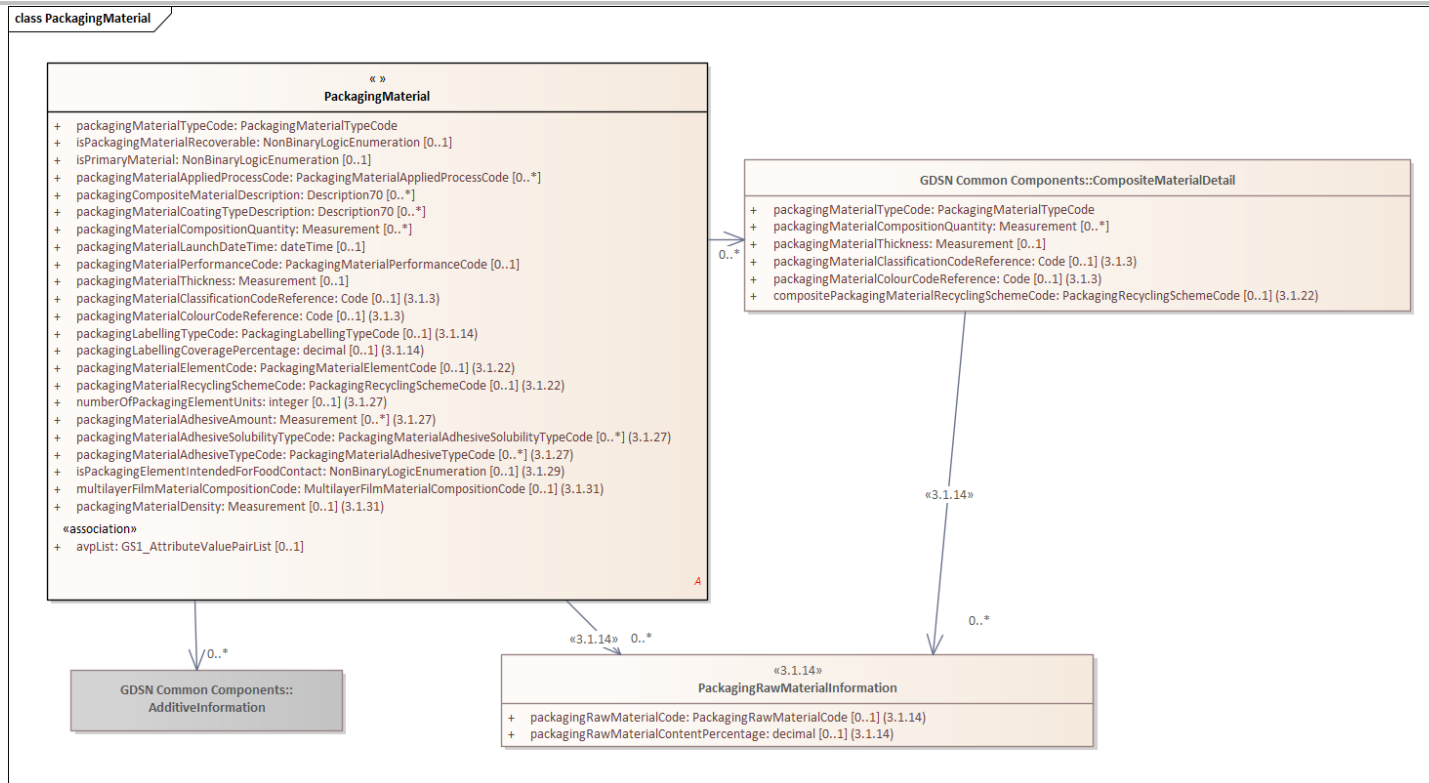 class PackagingMaterial
« »
PackagingMaterial
+ packagingMaterialTypeCode: PackagingMaterialTypeCode
+ isPackagingMaterialRecoverable: NonBinaryLogicEnumeration [0..1]
+ isPrimaryMaterial: NonBinaryLogicEnumeration [0..1]
+ packagingMaterialAppliedProcessCode: PackagingMaterialAppliedProcessCode [0..*]
+ packagingCompositeMaterialDescription: Description70 [0..*]
+ packagingMaterialCoatingTypeDescription: Description70 [0..*]
+ packagingMaterialCompositionQuantity: Measurement [0..*]
+ packagingMaterialLaunchDateTime: dateTime [0..1]
+ packagingMaterialPerformanceCode: PackagingMaterialPerformanceCode [0..1]
+ packagingMaterialThickness: Measurement [0..1]
+ packagingMaterialClassificationCodeReference: Code [0..1] (3.1.3)
+ packagingMaterialColourCodeReference: Code [0..1] (3.1.3)
+ packagingLabellingTypeCode: PackagingLabellingTypeCode [0..1] (3.1.14)
+ packagingLabellingCoveragePercentage: decimal [0..1] (3.1.14)
+ packagingMaterialElementCode: PackagingMaterialElementCode [0..1] (3.1.22)
+ packagingMaterialRecyclingSchemeCode: PackagingRecyclingSchemeCode [0..1] (3.1.22)
+ numberOfPackagingElementUnits: integer [0..1] (3.1.27)
+ packagingMaterialAdhesiveAmount: Measurement [0..*] (3.1.27)
+ packagingMaterialAdhesiveSolubilityTypeCode: PackagingMaterialAdhesiveSolubilityTypeCode [0..*] (3.1.27)
+ packagingMaterialAdhesiveTypeCode: PackagingMaterialAdhesiveTypeCode [0..*] (3.1.27)
+ isPackagingElementIntendedForFoodContact: NonBinaryLogicEnumeration [0..1] (3.1.29)
+ multilayerFilmMaterialCompositionCode: MultilayerFilmMaterialCompositionCode [0..1] (3.1.31)
+ packagingMaterialDensity: Measurement [0..1] (3.1.31)
«association»
+ avpList: GS1_AttributeValuePairList [0..1]
A
0..*
GDSN Common Components::CompositeMaterialDetail
+ packagingMaterialTypeCode: PackagingMaterialTypeCode
+ packagingMaterialCompositionQuantity: Measurement [0..*]
+ packagingMaterialThickness: Measurement [0..1]
+ packagingMaterialClassificationCodeReference: Code [0..1] (3.1.3)
+ packagingMaterialColourCodeReference: Code [0..1] (3.1.3)
+ compositePackagingMaterialRecyclingSchemeCode: PackagingRecyclingSchemeCode [0..1] (3.1.22)
«3.1.14»
0..*
«3.1.14» 0..*
0..*
GDSN Common Components::
AdditiveInformation
«3.1.14»
PackagingRawMaterialInformation
+ packagingRawMaterialCode: PackagingRawMaterialCode [0..1] (3.1.14)
+ packagingRawMaterialContentPercentage: decimal [0..1] (3.1.14)